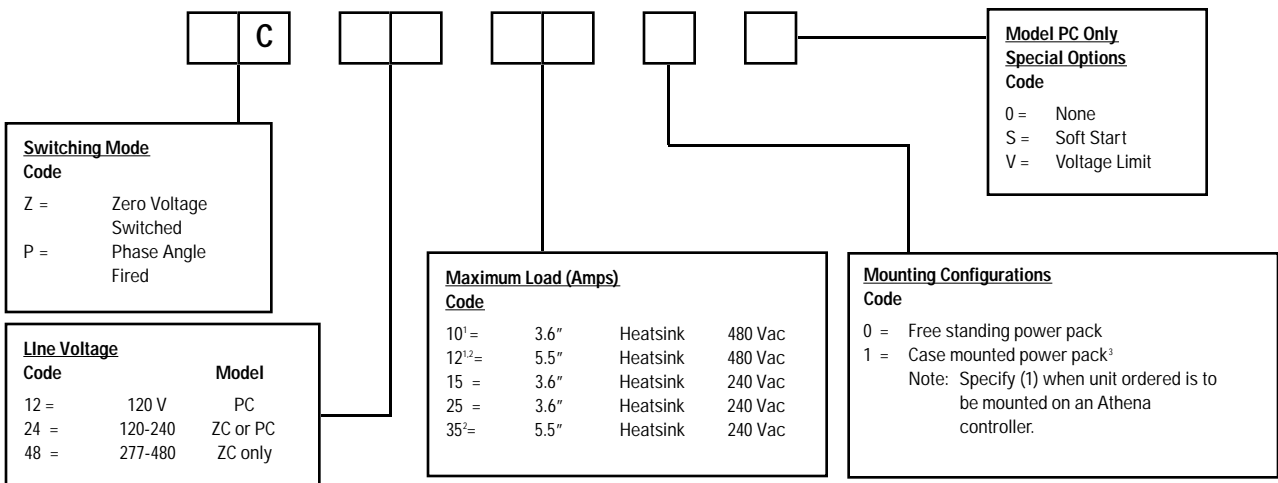 C
Model PC Only
Special Options
Code
0 = None
S = Soft Start
V = Voltage Limit
Switching Mode
Code
Z = Zero Voltage
Switched
P = Phase Angle
Fired
LIne Voltage
Code Model
12 = 120 V PC
24 = 120-240 ZC or PC
48 = 277-480 ZC only
Maximum Load (Amps)
Code
10¹ = 3.6″ Heatsink 480 Vac
12¹,² = 5.5″ Heatsink 480 Vac
15 = 3.6″ Heatsink 240 Vac
25 = 3.6″ Heatsink 240 Vac
35² = 5.5″ Heatsink 240 Vac
Mounting Configurations
Code
0 = Free standing power pack
1 = Case mounted power pack³
Note: Specify (1) when unit ordered is to
be mounted on an Athena
controller.